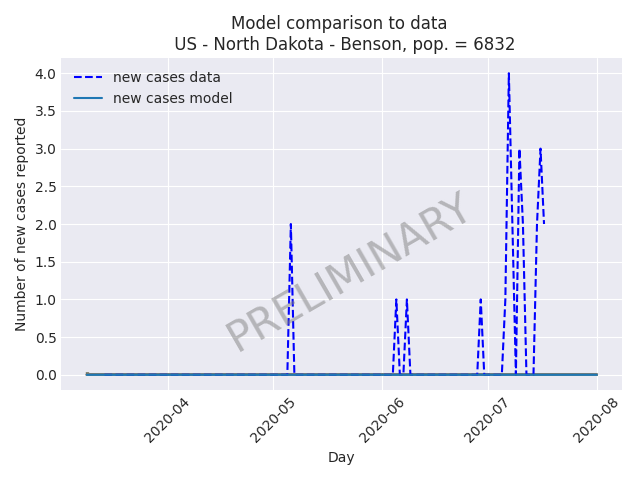 Model comparison to data
US - North Dakota - Benson, pop. = 6832
new cases data
new cases model
Number of new cases reported
4.0
3.5
3.0
2.5
2.0
1.5
1.0
0.5
0.0
PRELIMINARY
2020-04
2020-05
2020-06
2020-07
2020-08
Day